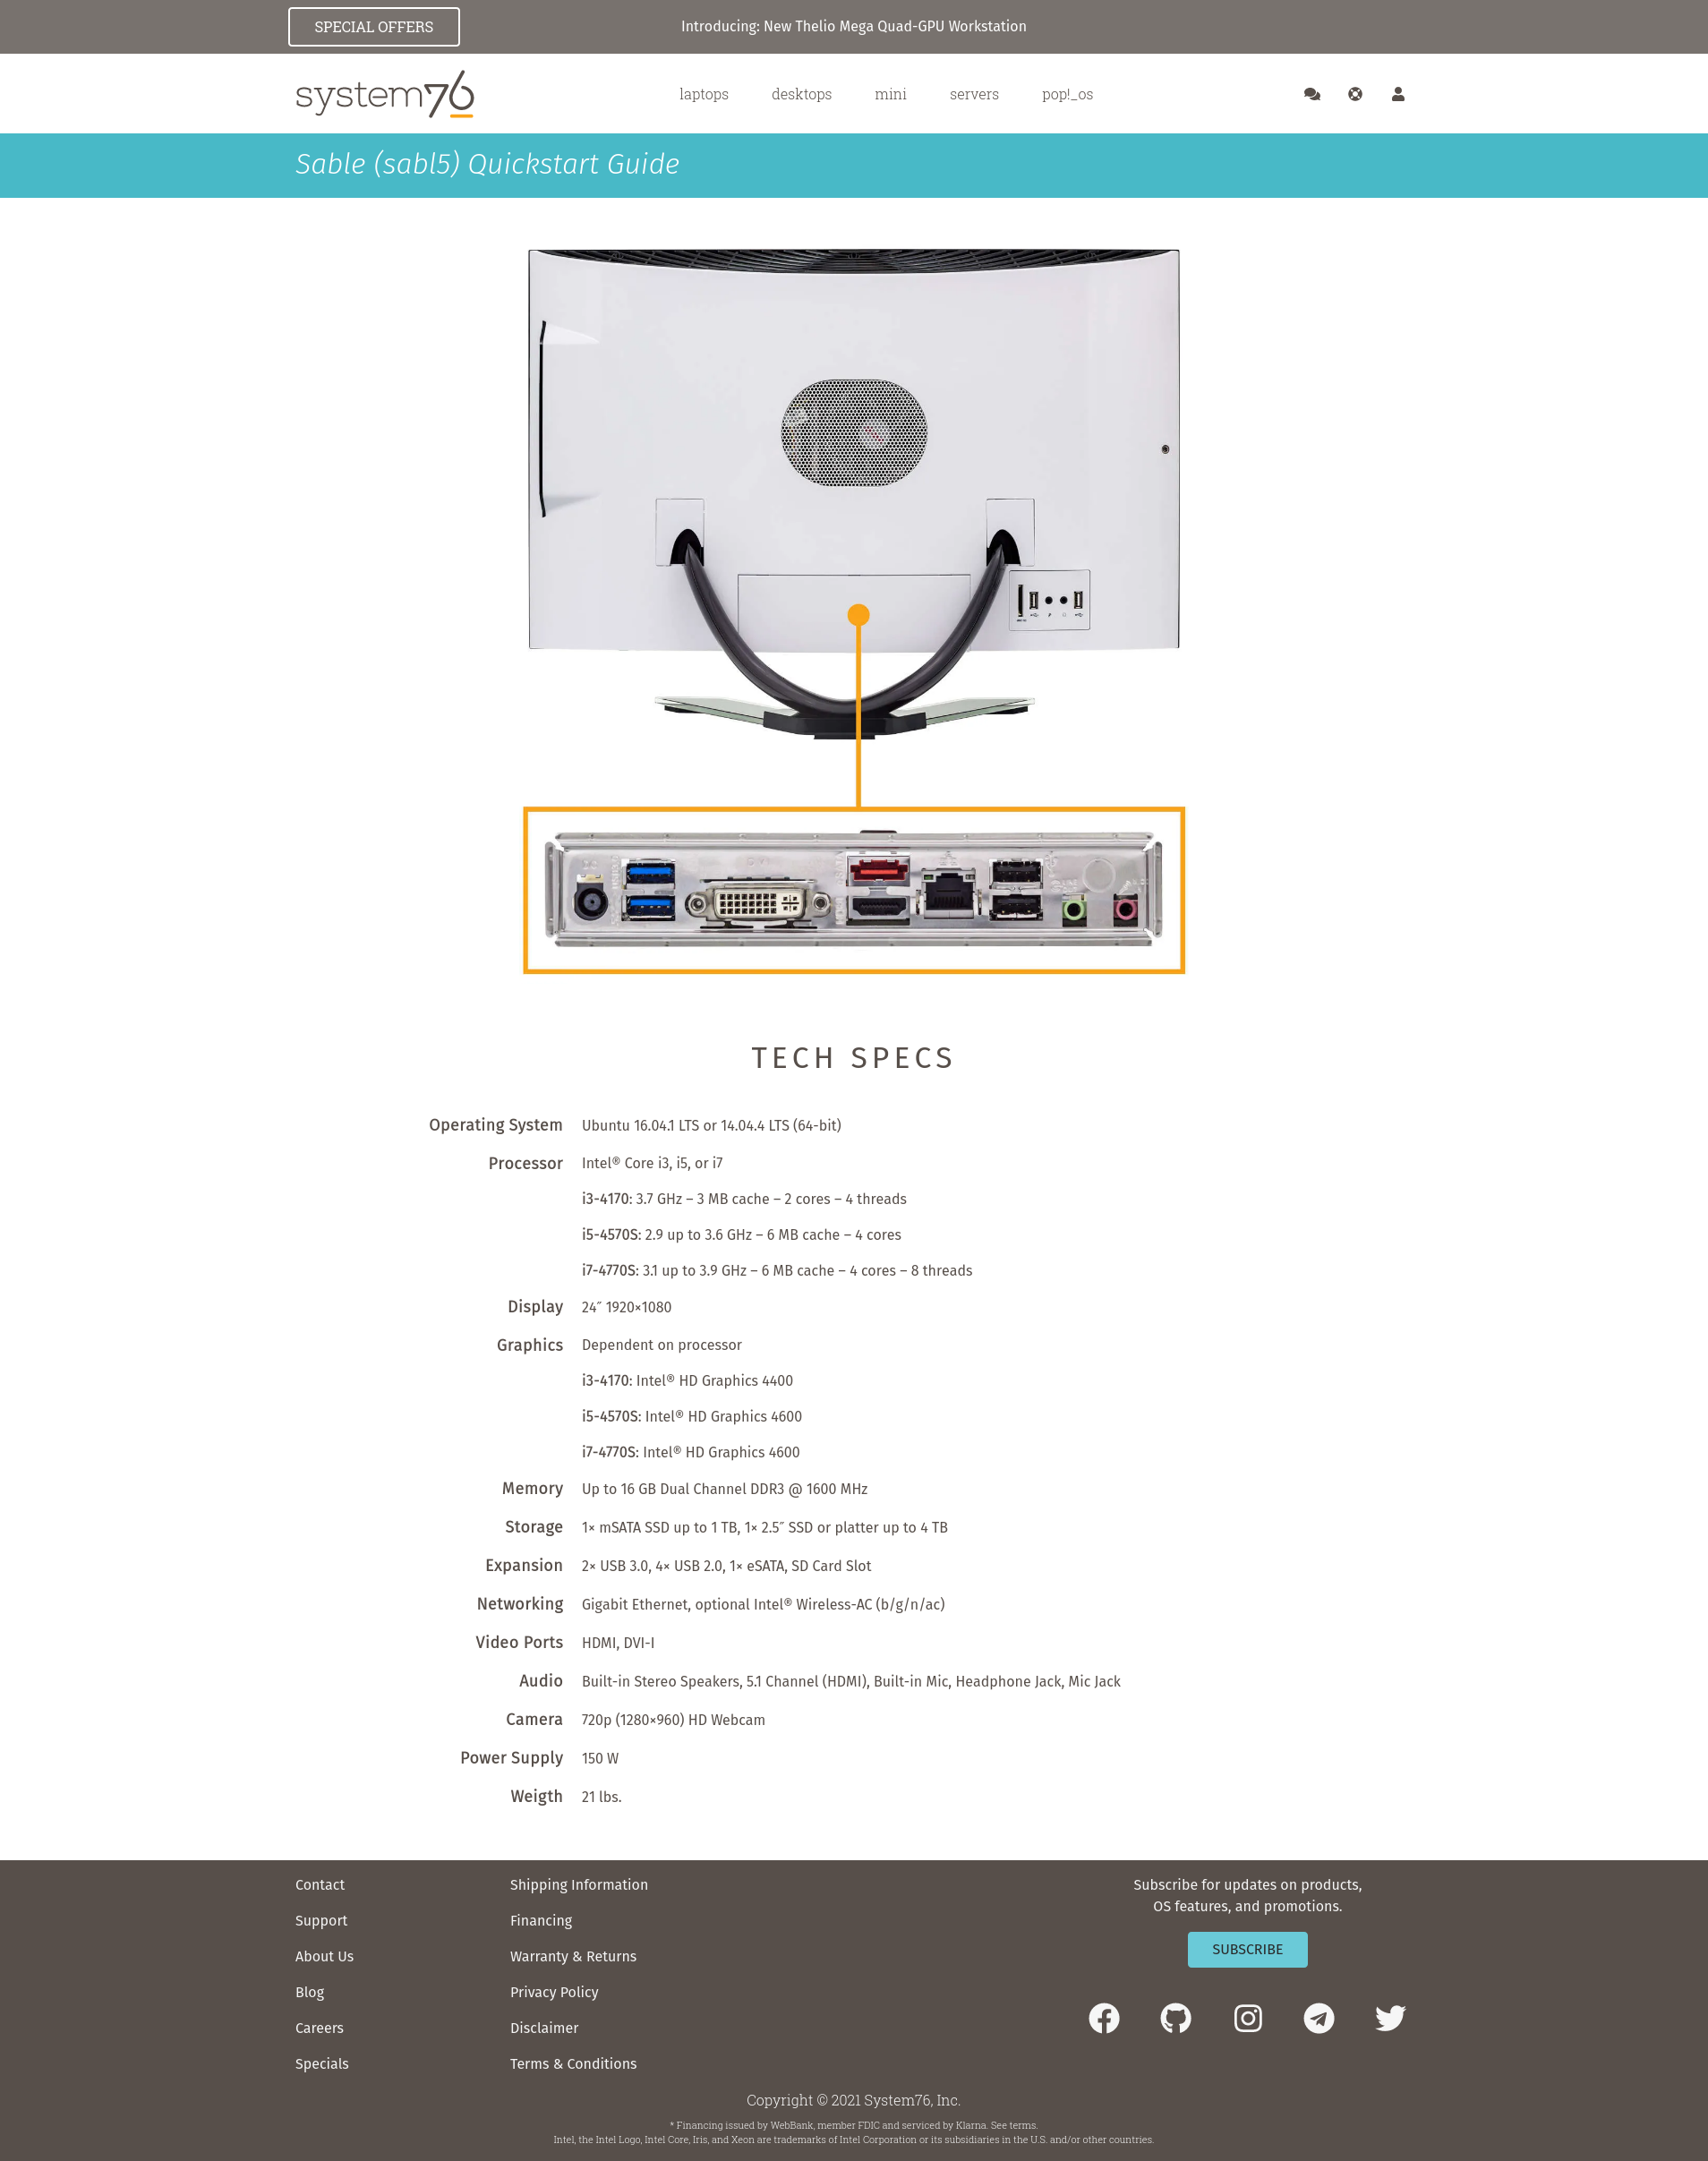 SPECIAL OFFERS
Introducing: New Thelio Mega Quad-GPU Workstation
system76
laptops
desktops
mini
servers
pop!_os
Sable (sabl5) Quickstart Guide
TECH SPECS
Operating System
Ubuntu 16.04.1 LTS or 14.04.4 LTS (64-bit)
Processor
Intel® Core i3, i5, or i7
i3-4170: 3.7 GHz – 3 MB cache – 2 cores – 4 threads
i5-4570S: 2.9 up to 3.6 GHz – 6 MB cache – 4 cores
i7-4770S: 3.1 up to 3.9 GHz – 6 MB cache – 4 cores – 8 threads
Display
24″ 1920×1080
Graphics
Dependent on processor
i3-4170: Intel® HD Graphics 4400
i5-4570S: Intel® HD Graphics 4600
i7-4770S: Intel® HD Graphics 4600
Memory
Up to 16 GB Dual Channel DDR3 @ 1600 MHz
Storage
1× mSATA SSD up to 1 TB, 1× 2.5″ SSD or platter up to 4 TB
Expansion
2× USB 3.0, 4× USB 2.0, 1× eSATA, SD Card Slot
Networking
Gigabit Ethernet, optional Intel® Wireless-AC (b/g/n/ac)
Video Ports
HDMI, DVI-I
Audio
Built-in Stereo Speakers, 5.1 Channel (HDMI), Built-in Mic, Headphone Jack, Mic Jack
Camera
720p (1280×960) HD Webcam
Power Supply
150 W
Weigth
21 lbs.
Contact
Support
About Us
Blog
Careers
Specials
Shipping Information
Financing
Warranty & Returns
Privacy Policy
Disclaimer
Terms & Conditions
Subscribe for updates on products,
OS features, and promotions.
SUBSCRIBE
Copyright © 2021 System76, Inc.
* Financing issued by WebBank, member FDIC and serviced by Klarna. See terms.
Intel, the Intel Logo, Intel Core, Iris, and Xeon are trademarks of Intel Corporation or its subsidiaries in the U.S. and/or other countries.